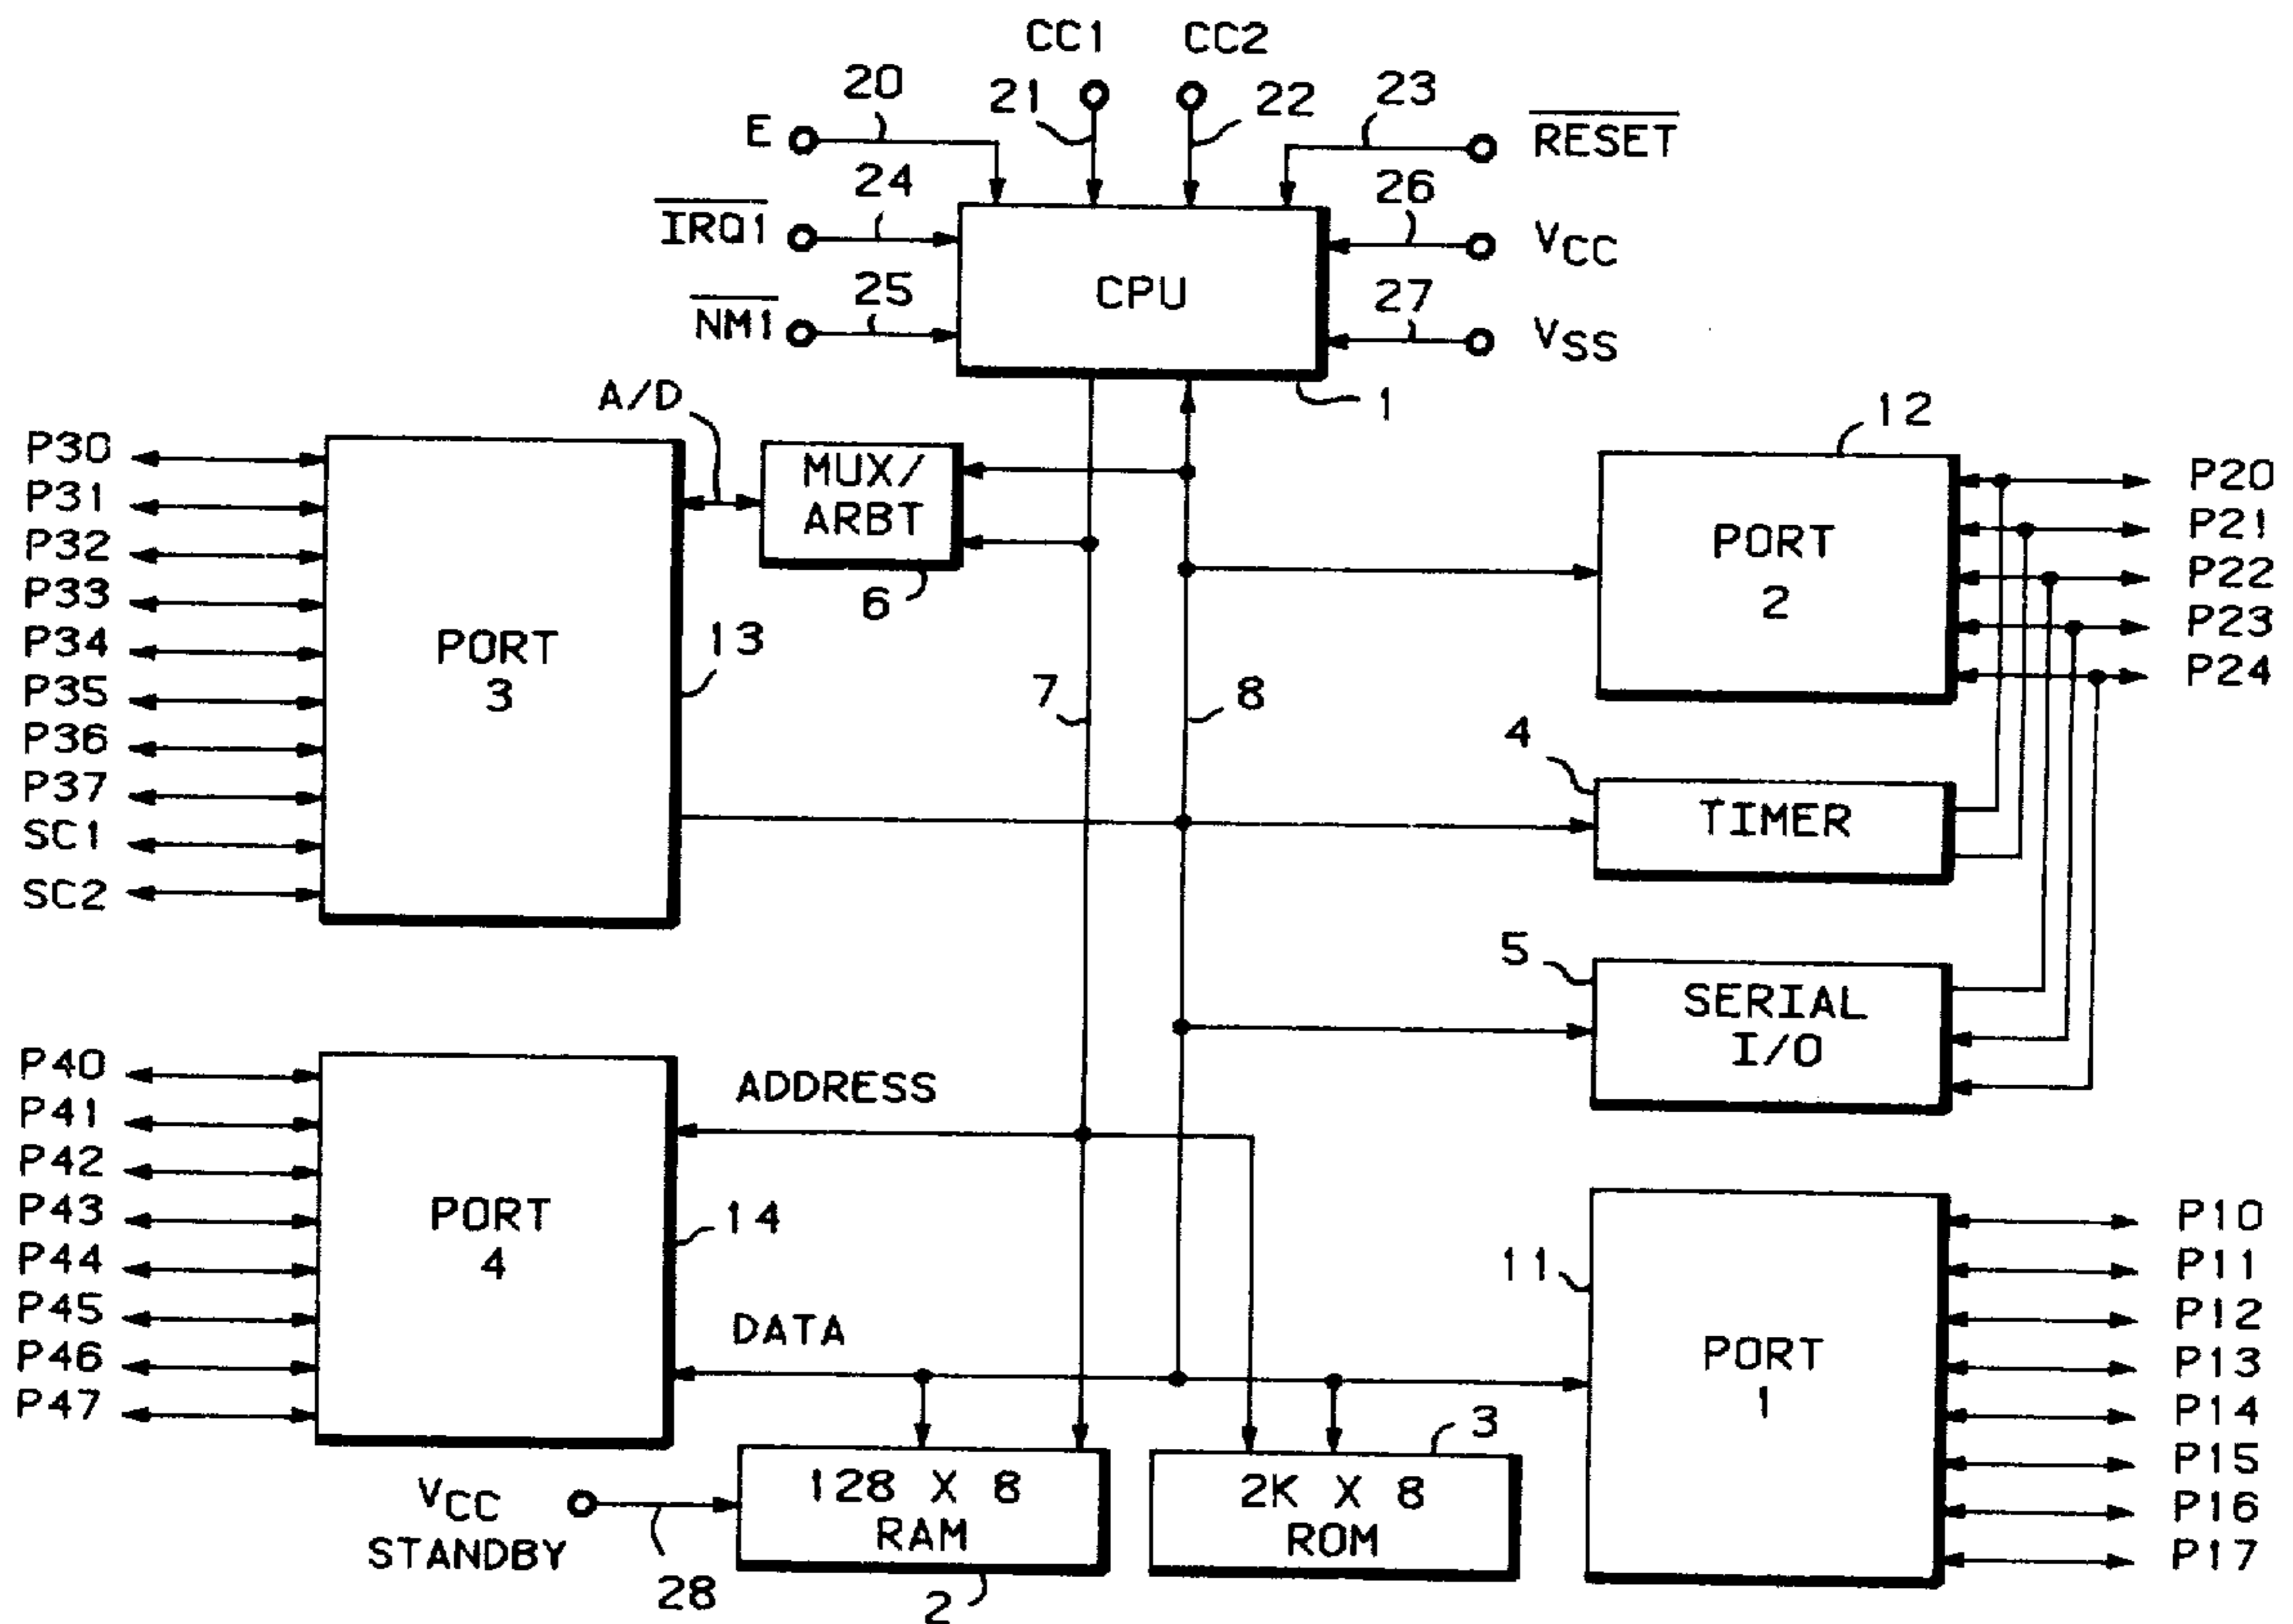 CC1 CC2
20 21 22 23
E RESET
24 26
IRQ1 VCC
CPU
25 27
NM1 VSS
A/D 1 12
P30 MUX/ P20
P31 ARBT P21
P32 PORT P22
P33 6 2 P23
P34 PORT 13 P24
P35 3 7 8
P36 4
P37 TIMER
SC1
SC2
5
SERIAL
I/O
P40 ADDRESS
P41
P42
P43 PORT 14 P10
P44 4 11 P11
P45 DATA P12
P46 PORT P13
P47 3 1 P14
VCC 128 X 8 2K X 8 P15
STANDBY RAM ROM P16
28 2 P17